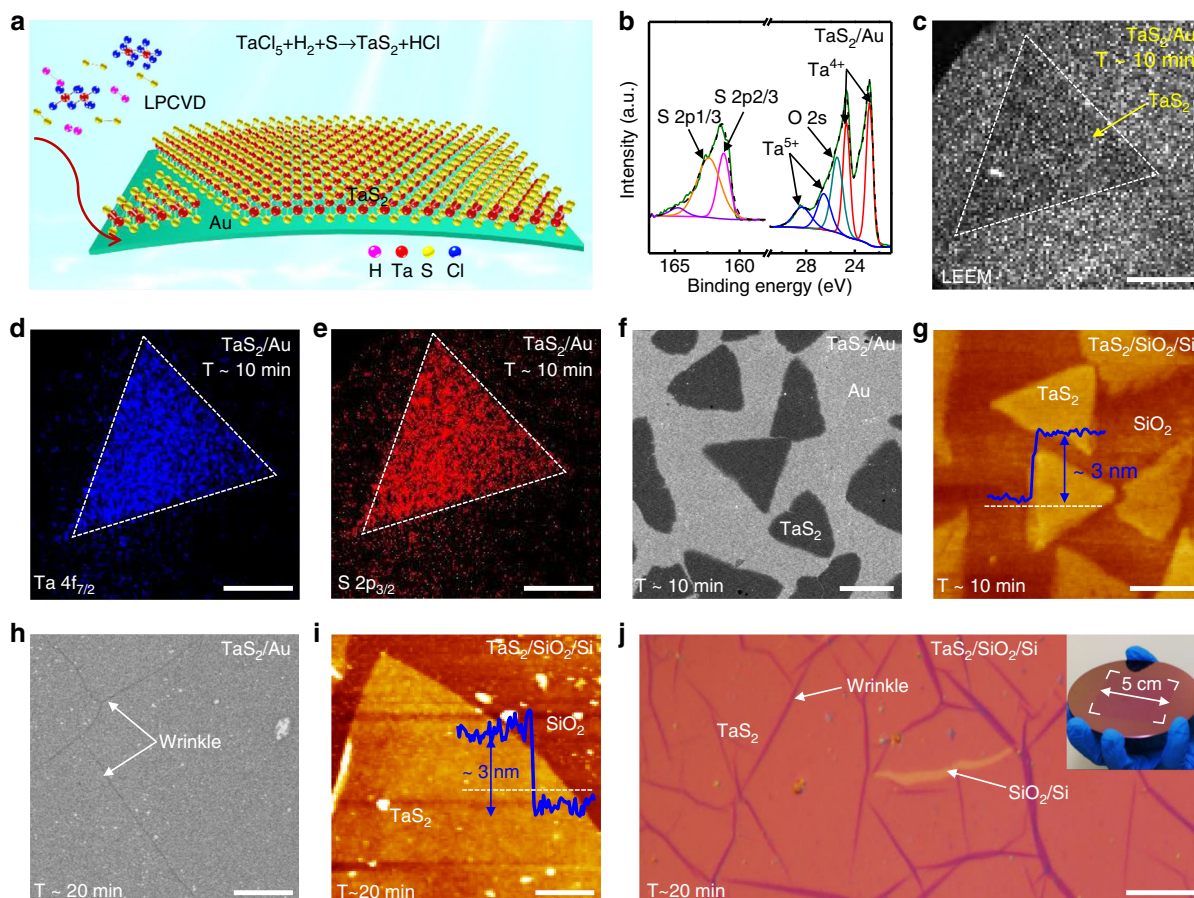 a
TaCl₅+H₂+S→TaS₂+HCl
LPCVD
TaS₂
Au
H Ta S Cl
b
TaS₂/Au
Ta⁴⁺
S 2p2/3
S 2p1/3
O 2s
Ta⁵⁺
Intensity (a.u.)
165 160 28 24
Binding energy (eV)
c
TaS₂/Au
T ~ 10 min
TaS₂
LEEM
d
TaS₂/Au
T ~ 10 min
Ta 4f₇/₂
e
TaS₂/Au
T ~ 10 min
S 2p₃/₂
f
TaS₂/Au
Au
TaS₂
T ~ 10 min
g
TaS₂/SiO₂/Si
TaS₂
SiO₂
~ 3 nm
T ~ 10 min
h
TaS₂/Au
Wrinkle
T ~ 20 min
i
TaS₂/SiO₂/Si
SiO₂
~ 3 nm
TaS₂
T~20 min
j
TaS₂/SiO₂/Si
Wrinkle
5 cm
TaS₂
SiO₂/Si
T~20 min